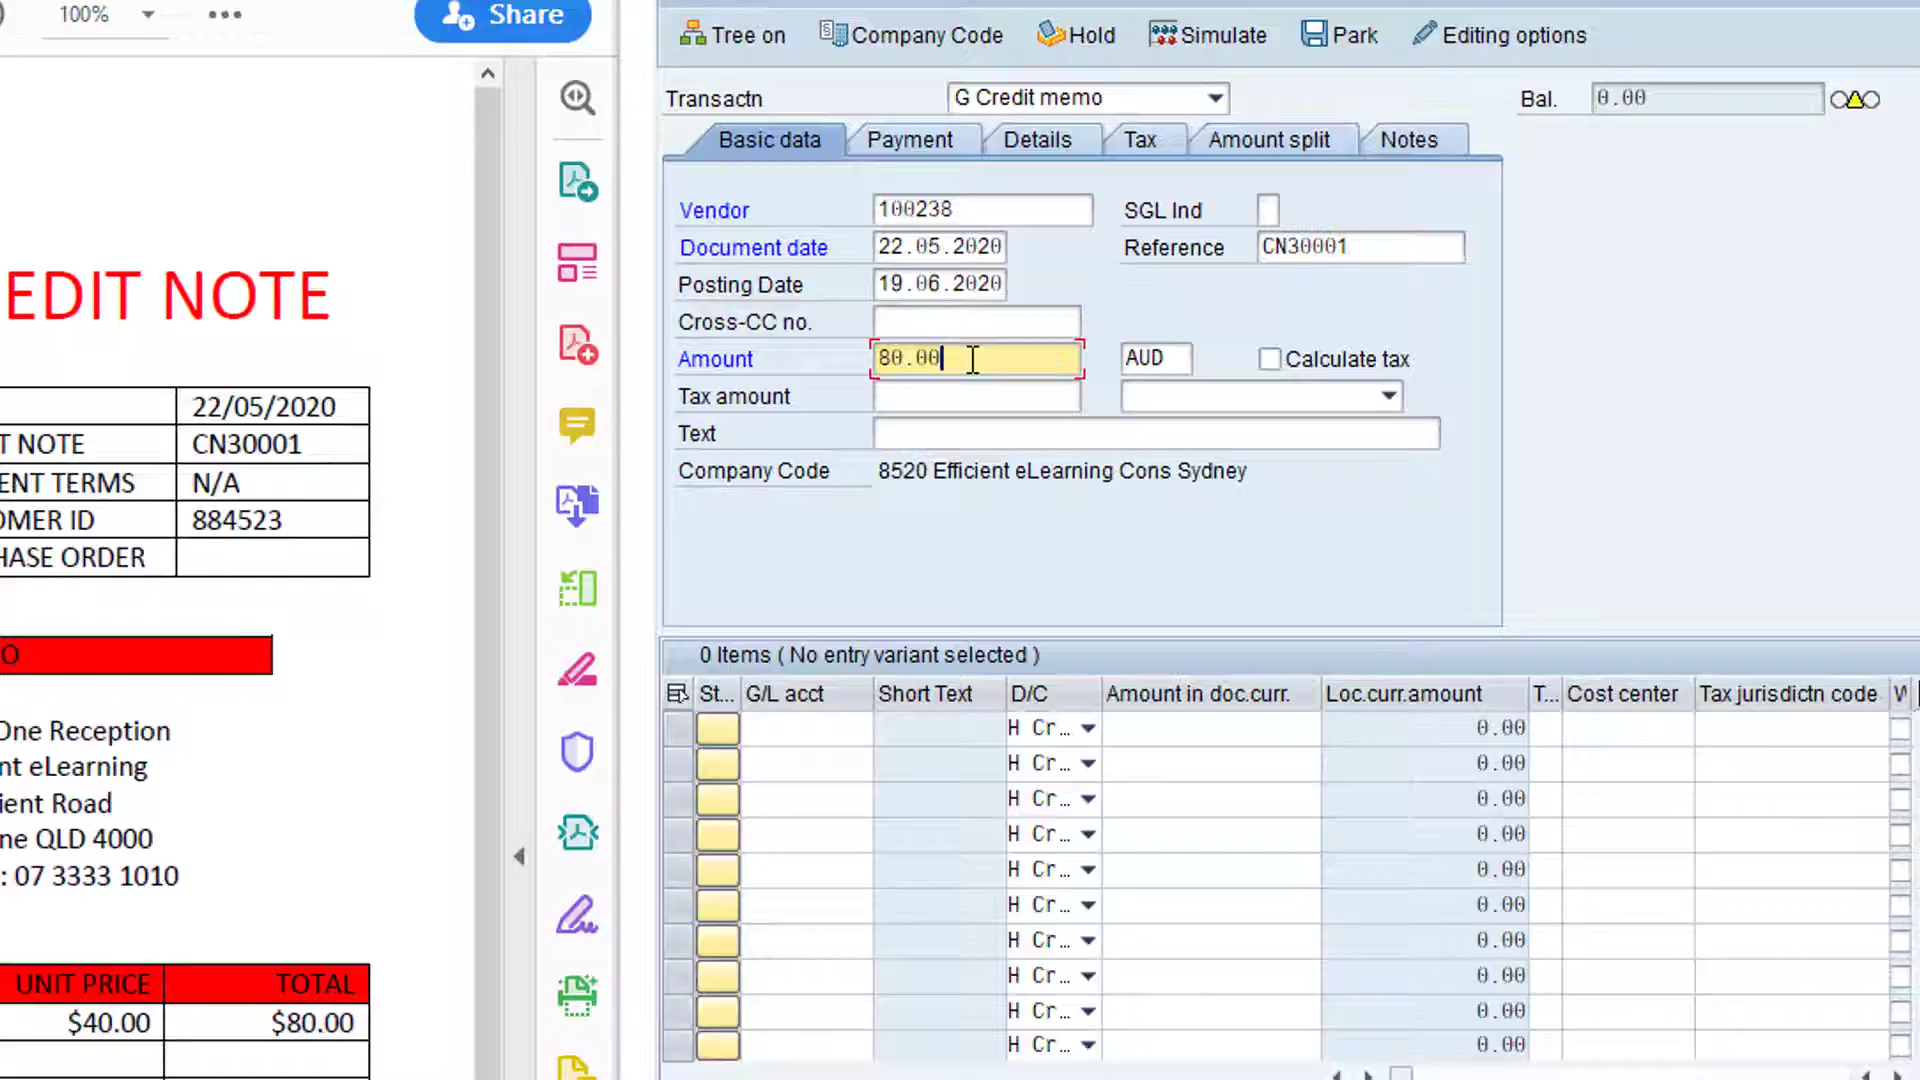 100%
Share
EDIT NOTE
22/05/2020
T NOTE CN30001
ENT TERMS N/A
OMER ID 884523
HASE ORDER
O
One Reception
nt eLearning
ient Road
ne QLD 4000
: 07 3333 1010
UNIT PRICE TOTAL
$40.00 $80.00
Tree on Company Code Hold Simulate Park Editing options
Transactn G Credit memo Bal. 0.00
Basic data Payment Details Tax Amount split Notes
Vendor 100238 SGL Ind
Document date 22.05.2020 Reference CN30001
Posting Date 19.06.2020
Cross-CC no.
Amount 80.00 AUD Calculate tax
Tax amount
Text
Company Code 8520 Efficient eLearning Cons Sydney
0 Items ( No entry variant selected )
St... G/L acct Short Text D/C Amount in doc.curr. Loc.curr.amount T... Cost center Tax jurisdictn code
H Cr... 0.00
H Cr... 0.00
H Cr... 0.00
H Cr... 0.00
H Cr... 0.00
H Cr... 0.00
H Cr... 0.00
H Cr... 0.00
H Cr... 0.00
H Cr... 0.00